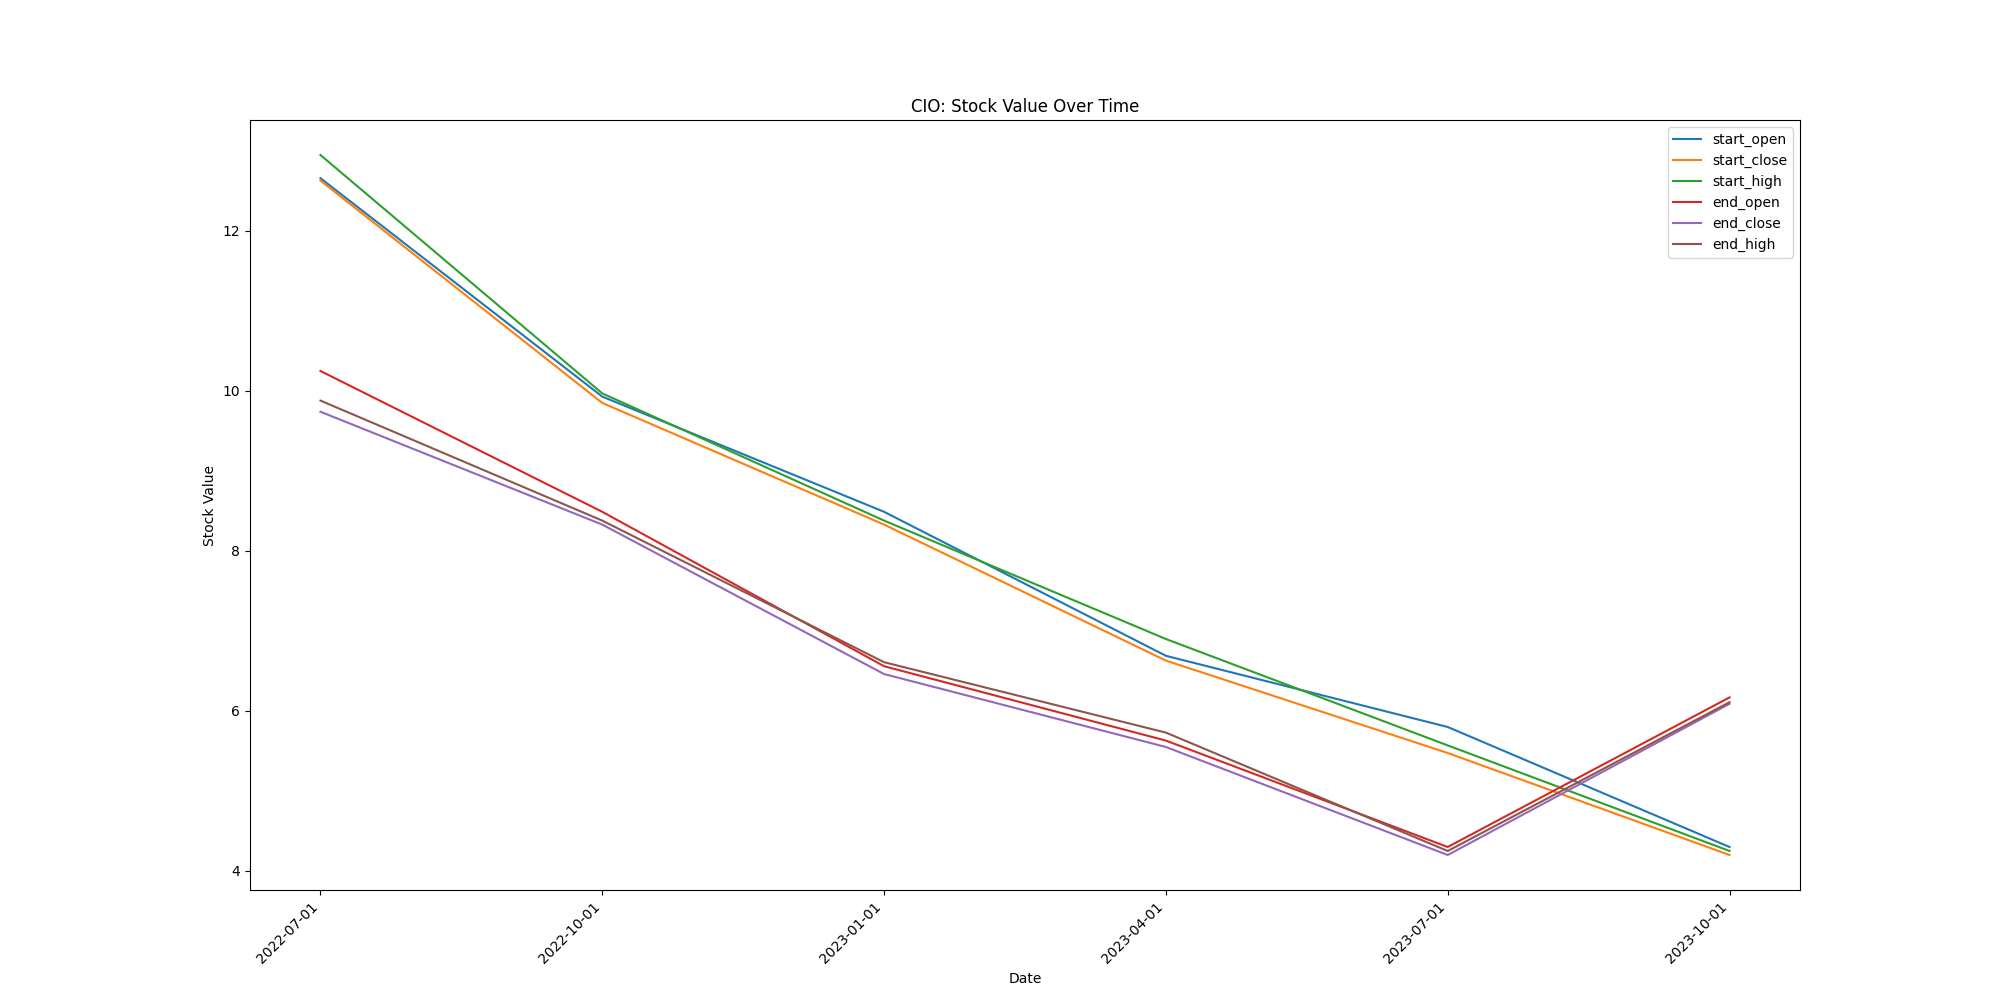 CIO: Stock Value Over Time
start_open
start_close
start_high
end_open
end_close
end_high
Stock Value
12
10
8
6
4
2022-07-01
2022-10-01
2023-01-01
2023-04-01
2023-07-01
2023-10-01
Date